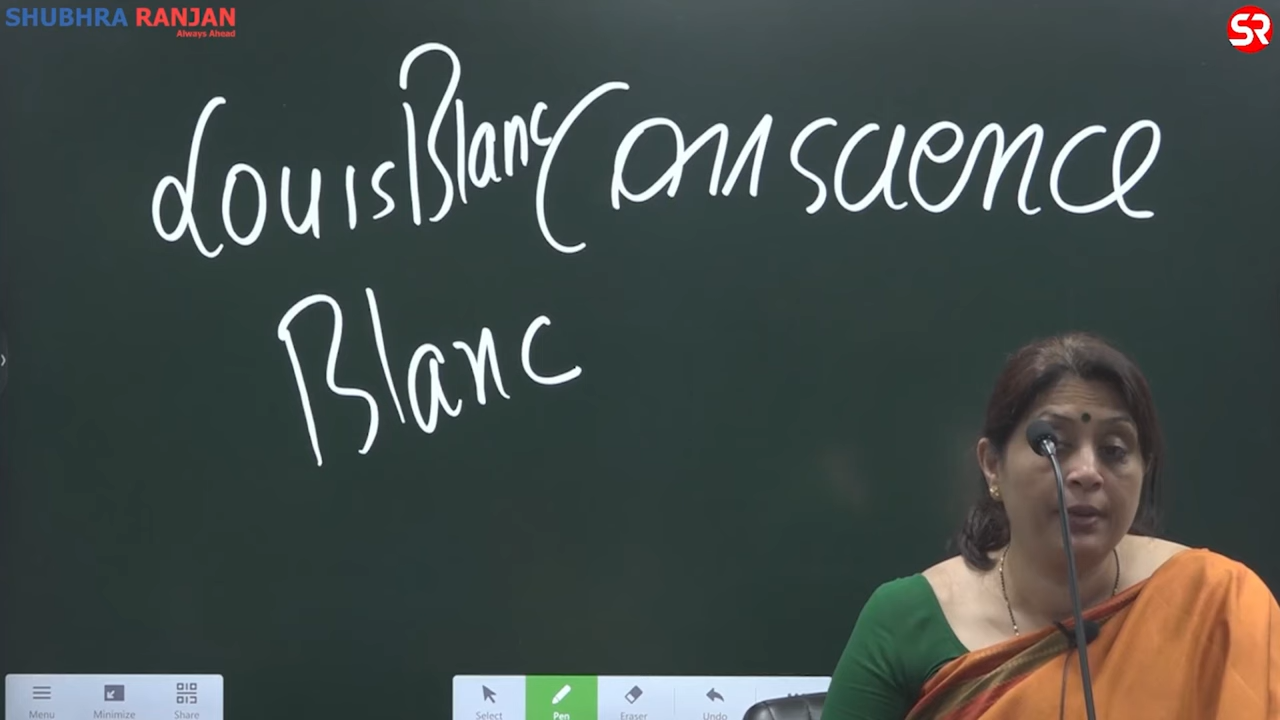 SHUBHRA RANJAN
Always Ahead
SR
Louis Blanc Conscience
Blanc
Menu
Minimize
Share
Select
Pen
Eraser
Undo